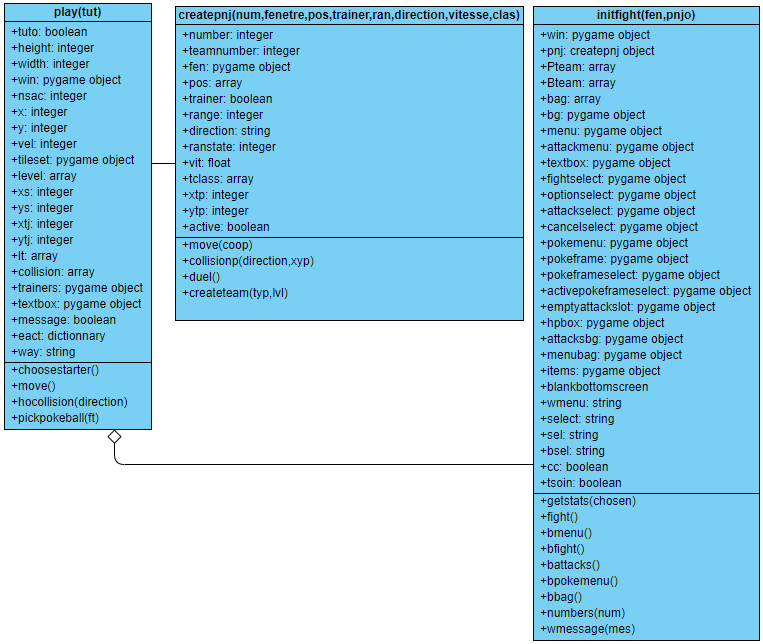 play(tut)
+tuto: boolean
+height: integer
+width: integer
+win: pygame object
+nsac: integer
+x: integer
+y: integer
+vel: integer
+tileset: pygame object
+level: array
+xs: integer
+ys: integer
+xtj: integer
+ytj: integer
+lt: array
+collision: array
+trainers: pygame object
+textbox: pygame object
+message: boolean
+eact: dictionnary
+way: string
+choosestarter()
+move()
+hocollision(direction)
+pickpokeball(ft)
createpnj(num,fenetre,pos,trainer,ran,direction,vitesse,clas)
+number: integer
+teamnumber: integer
+fen: pygame object
+pos: array
+trainer: boolean
+range: integer
+direction: string
+ranstate: integer
+vit: float
+tclass: array
+xtp: integer
+ytp: integer
+active: boolean
+move(coop)
+collisionp(direction,xyp)
+duel()
+createteam(typ,lvl)
initfight(fen,pnjo)
+win: pygame object
+pnj: createpnj object
+Pteam: array
+Bteam: array
+bag: array
+bg: pygame object
+menu: pygame object
+attackmenu: pygame object
+textbox: pygame object
+fightselect: pygame object
+optionselect: pygame object
+attackselect: pygame object
+cancelselect: pygame object
+pokemenu: pygame object
+pokeframe: pygame object
+pokeframeselect: pygame object
+activepokeframeselect: pygame object
+emptyattackslot: pygame object
+hpbox: pygame object
+attacksbg: pygame object
+menubag: pygame object
+items: pygame object
+blankbottomscreen
+wmenu: string
+select: string
+sel: string
+bsel: string
+cc: boolean
+tsoin: boolean
+getstats(chosen)
+fight()
+bmenu()
+bfight()
+battacks()
+bpokemenu()
+bbag()
+numbers(num)
+wmessage(mes)